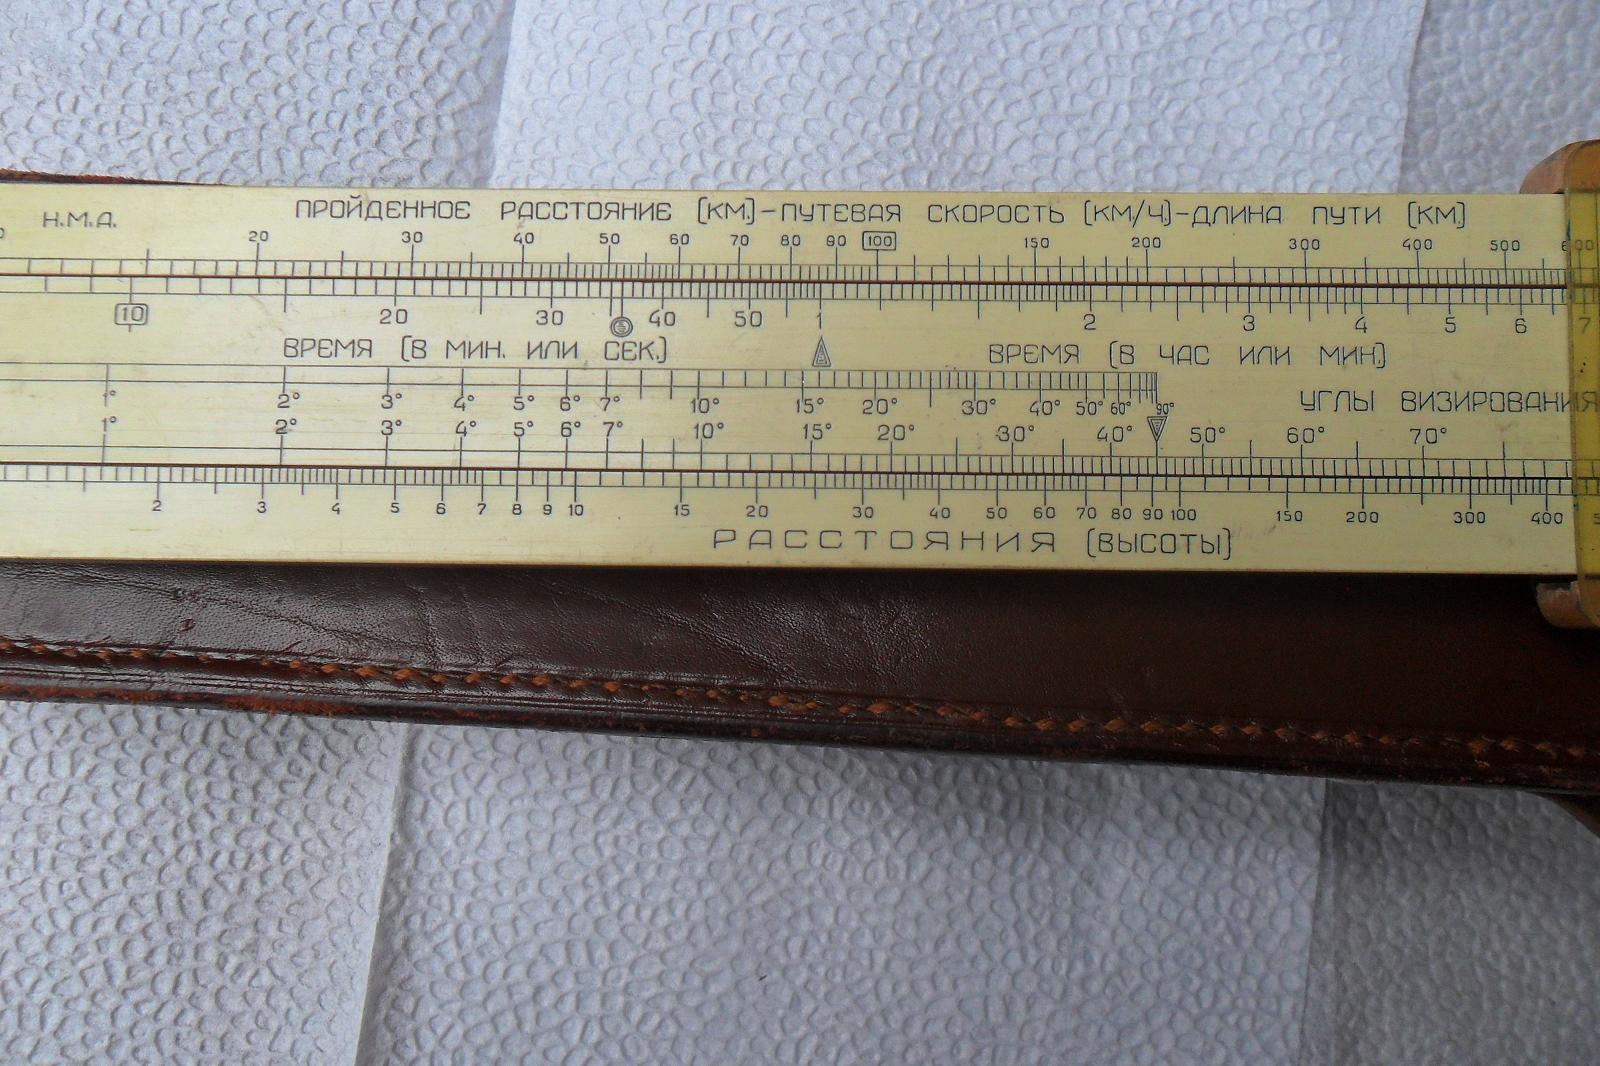 Н.М.Л. ПРОЙДЕННОЕ РАССТОЯНИЕ (КМ.)-ПУТЕВАЯ СКОРОСТЬ (КМ/Ч.)-ДЛИНА ПУТИ (КМ)
20 30 40 50 60 70 80 90 100 150 200 300 400 500 600
10 20 30 40 50 1 2 3 4 5 6 7
ВРЕМЯ (В МИН. ИЛИ СЕК.) ВРЕМЯ (В ЧАС ИЛИ МИН)
1° 2° 3° 4° 5° 6° 7° 10° 15° 20° 30° 40° 50° 60° 90° УГЛЫ ВИЗИРОВАНИЯ
1° 2° 3° 4° 5° 6° 7° 10° 15° 20° 30° 40° 50° 60° 70°
2 3 4 5 6 7 8 9 10 15 20 30 40 50 60 70 80 90 100 150 200 300 400
РАССТОЯНИЯ (ВЫСОТЫ)